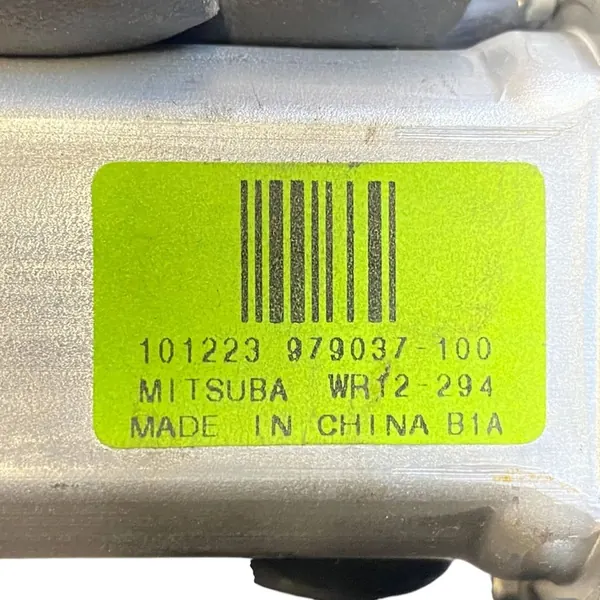 101223 979037-100
MITSUBA WR12-294
MADE IN CHINA B1A